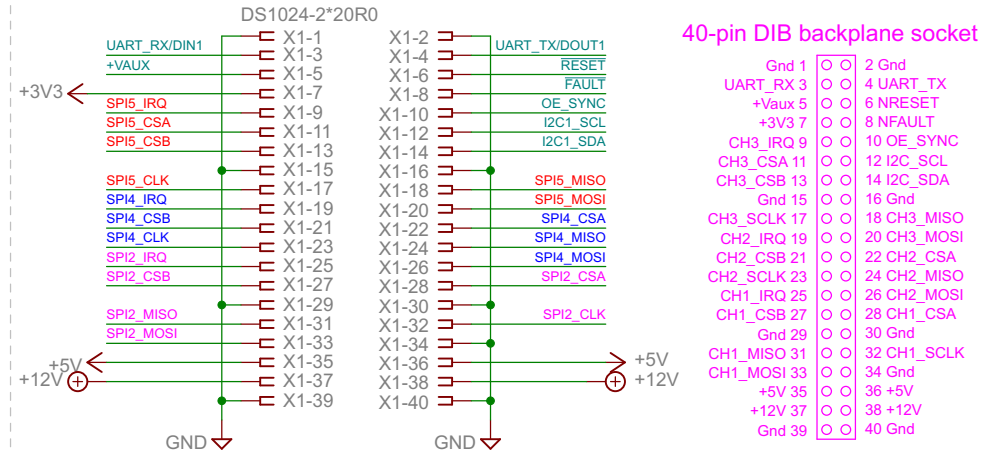 DS1024-2*20R0
X1-1
UART_RX/DIN1 X1-3
+VAUX X1-5
+3V3 X1-7
SPI5_IRQ X1-9
SPI5_CSA X1-11
SPI5_CSB X1-13
X1-15
SPI5_CLK X1-17
SPI4_IRQ X1-19
SPI4_CSB X1-21
SPI4_CLK X1-23
SPI2_IRQ X1-25
SPI2_CSB X1-27
X1-29
SPI2_MISO X1-31
SPI2_MOSI X1-33
+5V X1-35
+12V X1-37
X1-39
GND
X1-2
X1-4 UART_TX/DOUT1
X1-6 RESET
X1-8 FAULT
X1-10 OE_SYNC
X1-12 I2C1_SCL
X1-14 I2C1_SDA
X1-16
X1-18 SPI5_MISO
X1-20 SPI5_MOSI
X1-22 SPI4_CSA
X1-24 SPI4_MISO
X1-26 SPI4_MOSI
X1-28 SPI2_CSA
X1-30
X1-32 SPI2_CLK
X1-34
X1-36 +5V
X1-38 +12V
X1-40
GND
40-pin DIB backplane socket
Gnd 1 2 Gnd
UART_RX 3 4 UART_TX
+Vaux 5 6 NRESET
+3V3 7 8 NFAULT
CH3_IRQ 9 10 OE_SYNC
CH3_CSA 11 12 I2C_SCL
CH3_CSB 13 14 I2C_SDA
Gnd 15 16 Gnd
CH3_SCLK 17 18 CH3_MISO
CH2_IRQ 19 20 CH3_MOSI
CH2_CSB 21 22 CH2_CSA
CH2_SCLK 23 24 CH2_MISO
CH1_IRQ 25 26 CH2_MOSI
CH1_CSB 27 28 CH1_CSA
Gnd 29 30 Gnd
CH1_MISO 31 32 CH1_SCLK
CH1_MOSI 33 34 Gnd
+5V 35 36 +5V
+12V 37 38 +12V
Gnd 39 40 Gnd